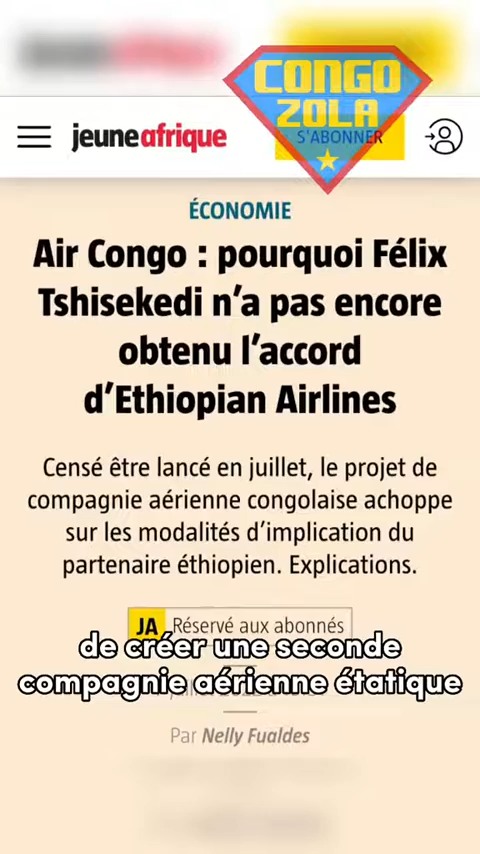 CONGO
ZOLA
jeuneafrique
S'ABONNER
ÉCONOMIE
Air Congo : pourquoi Félix
Tshisekedi n'a pas encore
obtenu l'accord
d'Ethiopian Airlines
Censé être lancé en juillet, le projet de
compagnie aérienne congolaise achoppe
sur les modalités d'implication du
partenaire éthiopien. Explications.
JA Réservé aux abonnés
de créer une seconde
compagnie aérienne étatique
Par Nelly Fualdes